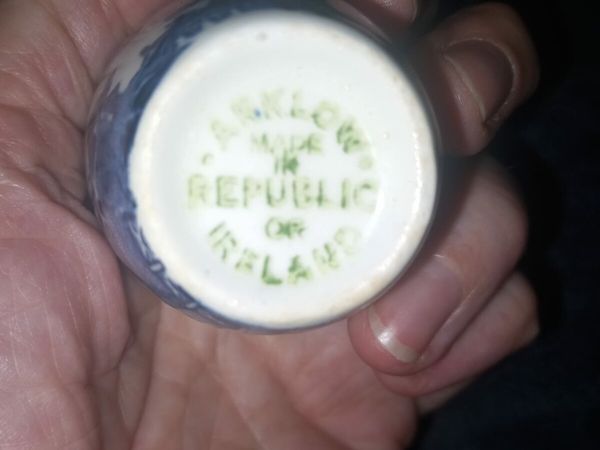 ARKLOW
MADE
IN
REPUBLIC
OF
IRELAND